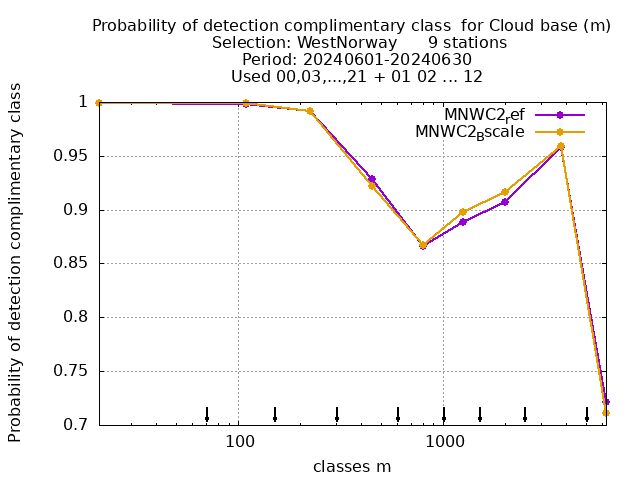 Probability of detection complimentary class  for Cloud base (m)
Selection: WestNorway      9 stations
Period: 20240601-20240630
Used 00,03,...,21 + 01 02 ... 12
Probability of detection complimentary class
1
0.95
0.9
0.85
0.8
0.75
0.7
MNWC2ref
MNWC2Bscale
100
1000
classes m